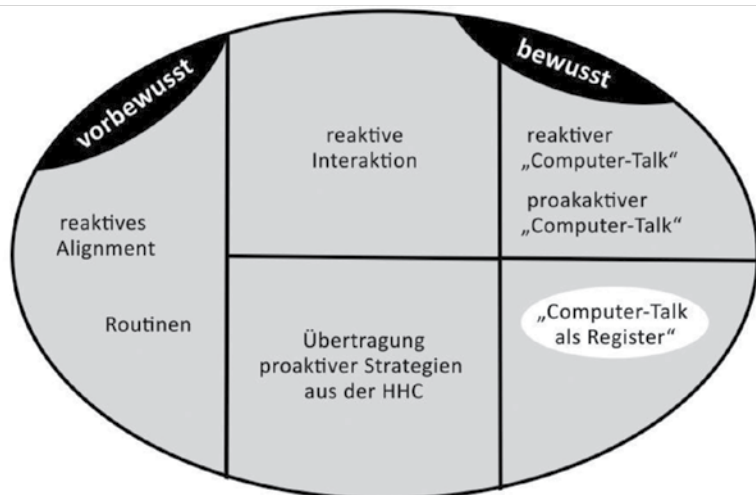 vorbewusst
bewusst
reaktive
Interaktion
reaktiver
„Computer-Talk“
proakaktiver
„Computer-Talk“
reaktives
Alignment
Routinen
Übertragung
proaktiver Strategien
aus der HHC
„Computer-Talk
als Register“